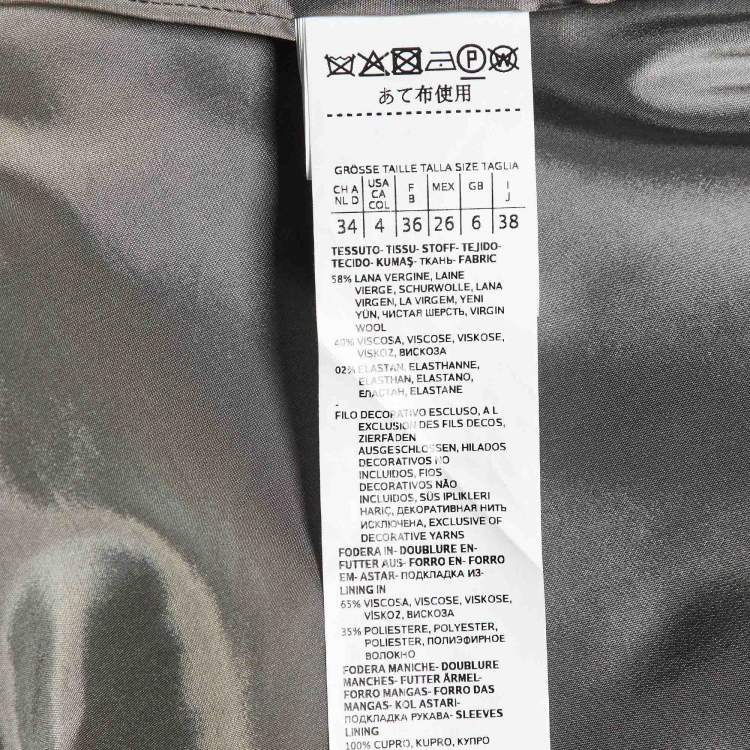 P W
あて布使用
GRÖSSE TAILLE TALLA SIZE TAGLIA
CH A NL D USA CA COL F B MEX GB I J
34 4 36 26 6 38
TESSUTO- TISSU- STOFF- TEJIDO-
TECIDO- KUMAŞ- ТКАНЬ- FABRIC
58% LANA VERGINE, LAINE
VIERGE, SCHURWOLLE, LANA
VIRGEN, LA VIRGEM, YENI
YÜN, ЧИСТАЯ ШЕРСТЬ, VIRGIN
WOOL
40% VISCOSA, VISCOSE, VISKOSE,
VISKOZ, ВИСКОЗА
02% ELASTAN, ELASTHANNE,
ELASTHAN, ELASTANO,
ЕЛАСТАН, ELASTANE
FILO DECORATIVO ESCLUSO, A L
EXCLUSION DES FILS DECOS,
ZIERFÄDEN
AUSGESCHLOSSEN, HILADOS
DECORATIVOS NO
INCLUIDOS, FIOS
DECORATIVOS NÃO
INCLUIDOS, SÜS IPLIKLERI
HARIÇ, ДЕКОРАТИВНАЯ НИТЬ
ИСКЛЮЧЕНА, EXCLUSIVE OF
DECORATIVE YARNS
FODERA IN- DOUBLURE EN-
FUTTER AUS- FORRO EN- FORRO
EM- ASTAR- ПОДКЛАДКА ИЗ-
LINING IN
65% VISCOSA, VISCOSE, VISKOSE,
VİSKOZ, ВИСКОЗА
35% POLIESTERE, POLYESTER,
POLIESTER, ПОЛИЭФИРНОЕ
ВОЛОКНО
FODERA MANICHE- DOUBLURE
MANCHES- FUTTER ÄRMEL-
FORRO MANGAS- FORRO DAS
MANGAS- KOL ASTARI-
ПОДКЛАДКА РУКАВА- SLEEVES
LINING
100% CUPRO, KUPRO, КУПРО